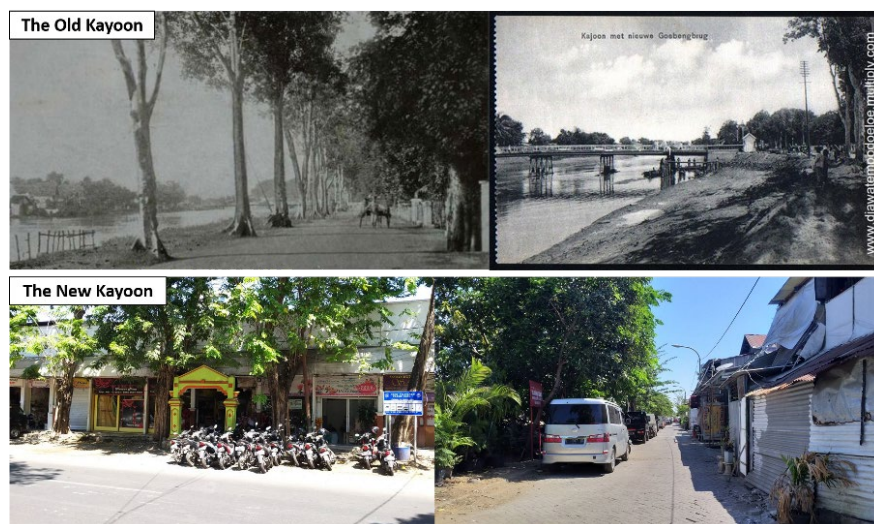 The Old Kayoon
Kajoon met nieuwe Goebengbrug.
www.djawatempodoeloe.multiply.com
The New Kayoon